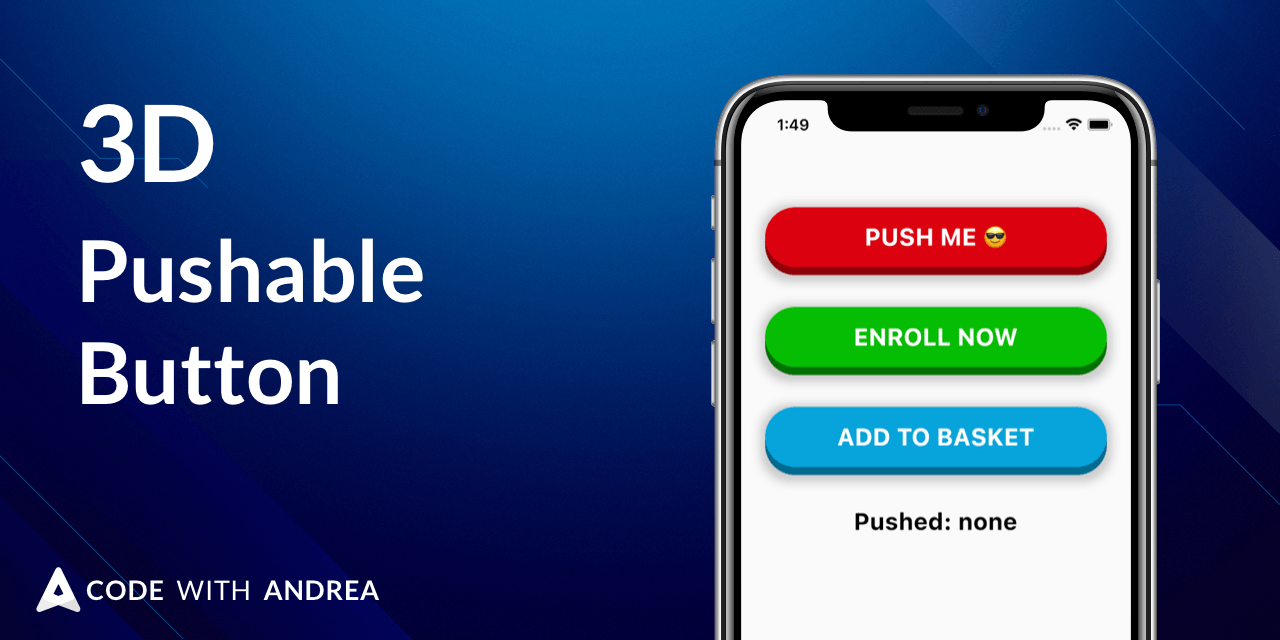 3D
Pushable
Button
CODE WITH ANDREA
1:49
PUSH ME 😎
ENROLL NOW
ADD TO BASKET
Pushed: none